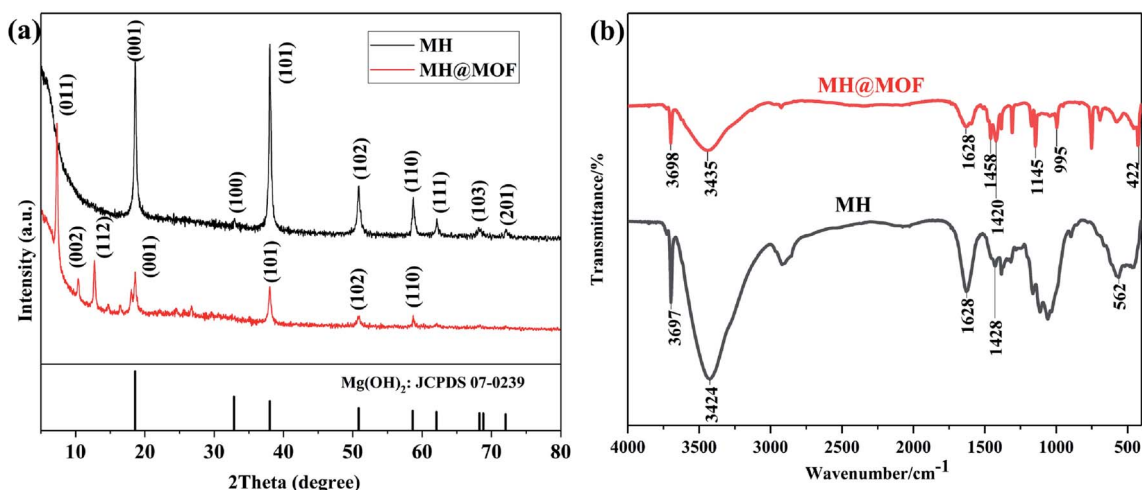 (a)
MH
MH@MOF
(011)
(001)
(100)
(101)
(102)
(110)
(111)
(103)
(201)
(002)
(112)
(001)
(101)
(102)
(110)
Intensity (a.u.)
Mg(OH)₂: JCPDS 07-0239
10 20 30 40 50 60 70 80
2Theta (degree)
(b)
MH@MOF
3698
3435
1628
1458
1420
1145
995
422
MH
3697
3424
1628
1428
562
Transmittance/%
4000 3500 3000 2500 2000 1500 1000 500
Wavenumber/cm⁻¹